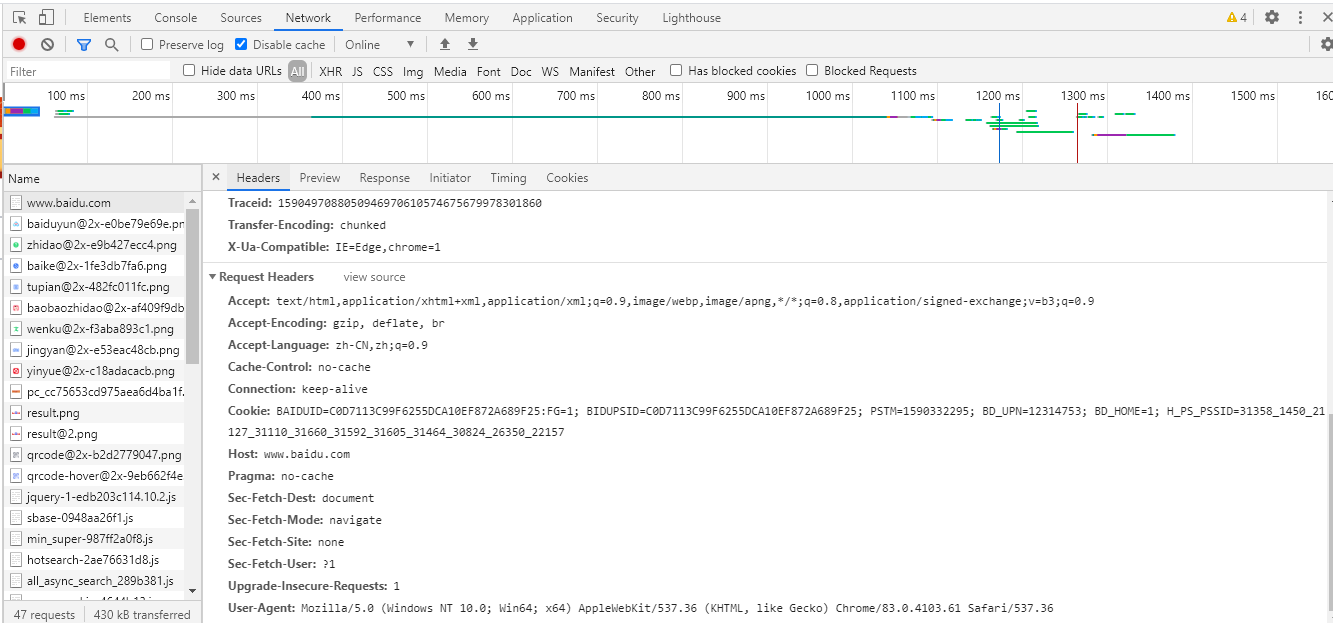 Elements Console Sources Network Performance Memory Application Security Lighthouse 4
Preserve log Disable cache Online
Filter Hide data URLs All XHR JS CSS Img Media Font Doc WS Manifest Other Has blocked cookies Blocked Requests
100 ms 200 ms 300 ms 400 ms 500 ms 600 ms 700 ms 800 ms 900 ms 1000 ms 1100 ms 1200 ms 1300 ms 1400 ms 1500 ms 160
Name
www.baidu.com
baiduyun@2x-e0be79e69e.pn
zhidao@2x-e9b427ecc4.png
baike@2x-1fe3db7fa6.png
tupian@2x-482fc011fc.png
baobaozhidao@2x-af409f9db
wenku@2x-f3aba893c1.png
jingyan@2x-e53eac48cb.png
yinyue@2x-c18adacacb.png
pc_cc75653cd975aea6d4ba1f.
result.png
result@2.png
qrcode@2x-b2d2779047.png
qrcode-hover@2x-9eb662f4e
jquery-1-edb203c114.10.2.js
sbase-0948aa26f1.js
min_super-987ff2a0f8.js
hotsearch-2ae76631d8.js
all_async_search_289b381.js
47 requests 430 kB transferred
Headers Preview Response Initiator Timing Cookies
Traceid: 1590497088050946970610574675679978301860
Transfer-Encoding: chunked
X-Ua-Compatible: IE=Edge,chrome=1
Request Headers view source
Accept: text/html,application/xhtml+xml,application/xml;q=0.9,image/webp,image/apng,*/*;q=0.8,application/signed-exchange;v=b3;q=0.9
Accept-Encoding: gzip, deflate, br
Accept-Language: zh-CN,zh;q=0.9
Cache-Control: no-cache
Connection: keep-alive
Cookie: BAIDUID=C0D7113C99F6255DCA10EF872A689F25:FG=1; BIDUPSID=C0D7113C99F6255DCA10EF872A689F25; PSTM=1590332295; BD_UPN=12314753; BD_HOME=1; H_PS_PSSID=31358_1450_21
127_31110_31660_31592_31605_31464_30824_26350_22157
Host: www.baidu.com
Pragma: no-cache
Sec-Fetch-Dest: document
Sec-Fetch-Mode: navigate
Sec-Fetch-Site: none
Sec-Fetch-User: ?1
Upgrade-Insecure-Requests: 1
User-Agent: Mozilla/5.0 (Windows NT 10.0; Win64; x64) AppleWebKit/537.36 (KHTML, like Gecko) Chrome/83.0.4103.61 Safari/537.36